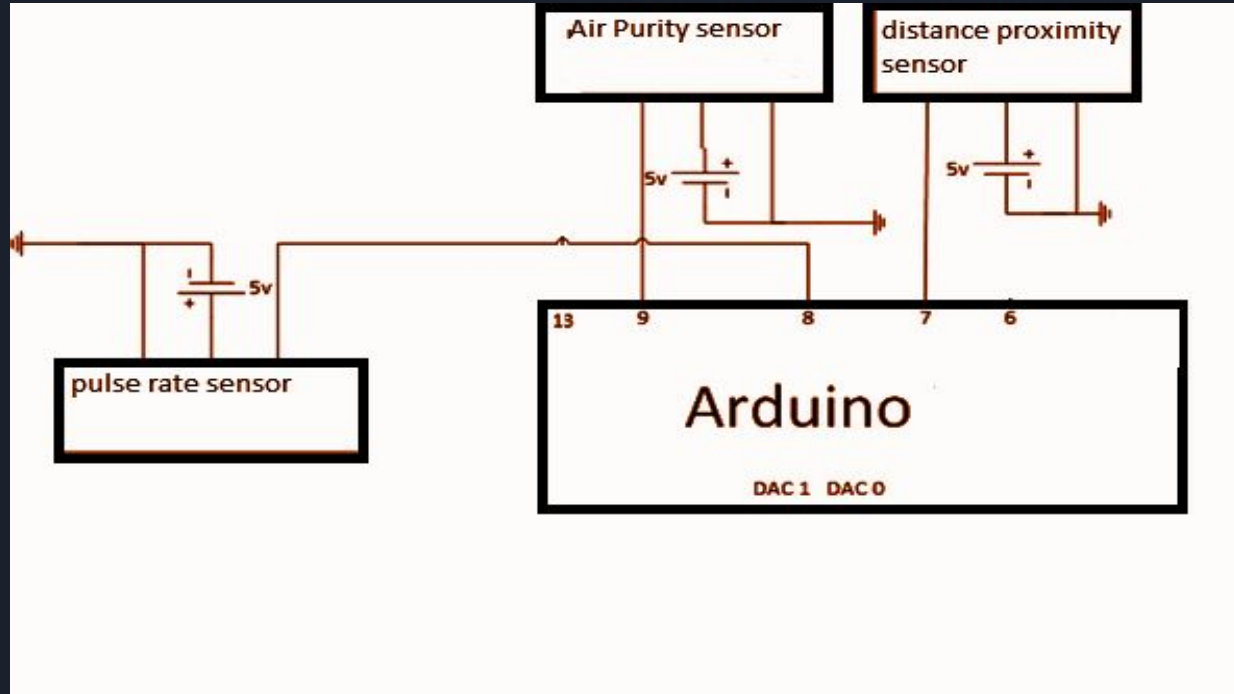 Air Purity sensor
distance proximity
sensor
+
5v
-
+
5v
-
-
5v
+
13 9 8 7 6
pulse rate sensor
Arduino
DAC 1 DAC 0